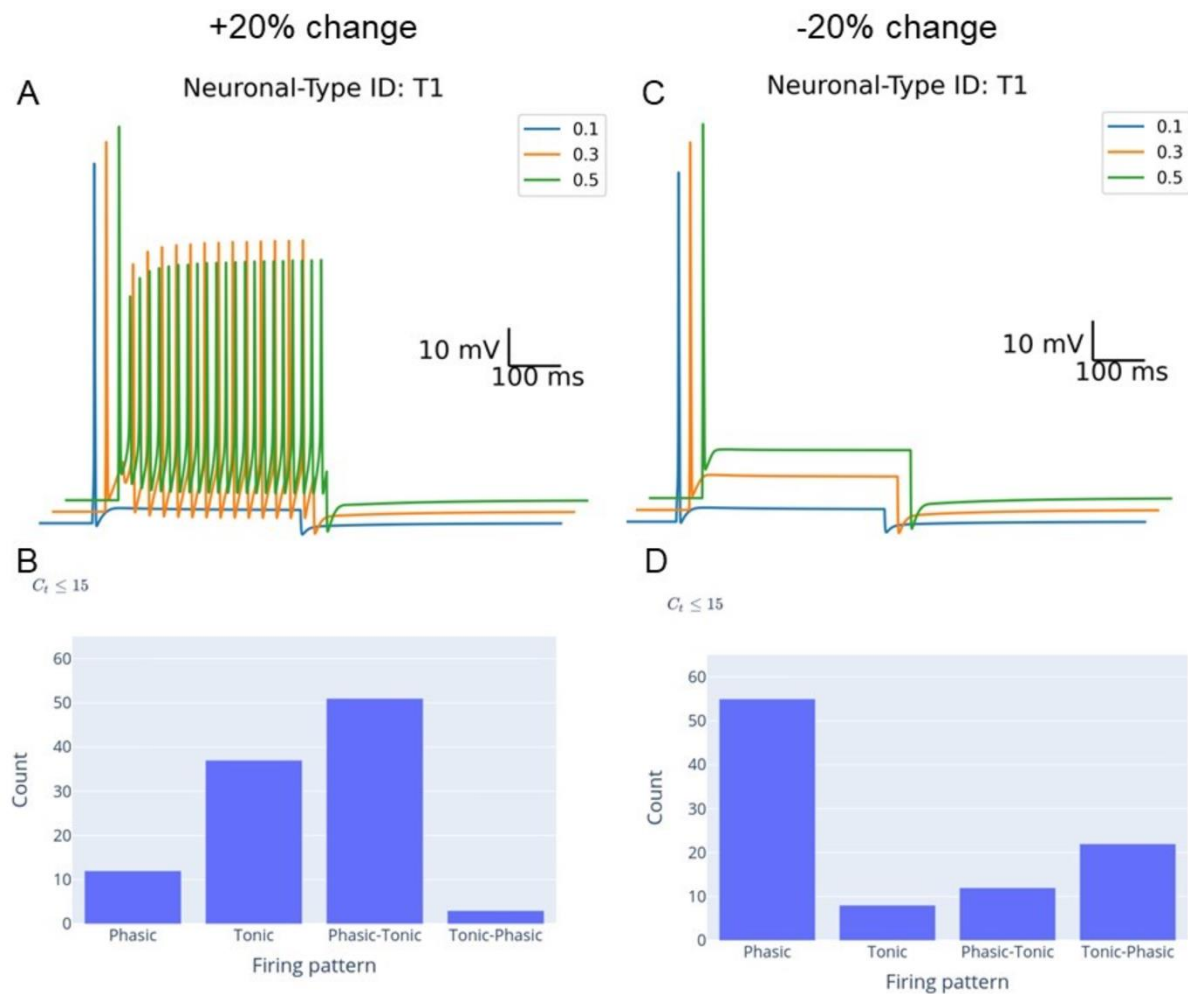 +20% change
-20% change
A
Neuronal-Type ID: T1
0.1
0.3
0.5
10 mV
100 ms
C
Neuronal-Type ID: T1
0.1
0.3
0.5
10 mV
100 ms
B
C_t ≤ 15
60
50
40
30
20
10
0
Count
Phasic
Tonic
Phasic-Tonic
Tonic-Phasic
Firing pattern
D
C_t ≤ 15
60
50
40
30
20
10
0
Count
Phasic
Tonic
Phasic-Tonic
Tonic-Phasic
Firing pattern